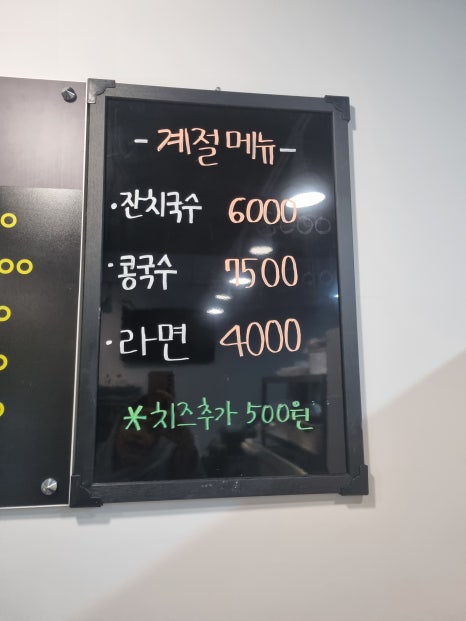 -계절메뉴-
·잔치국수 6000
·콩국수 7500
·라면 4000
*치즈추가 500원